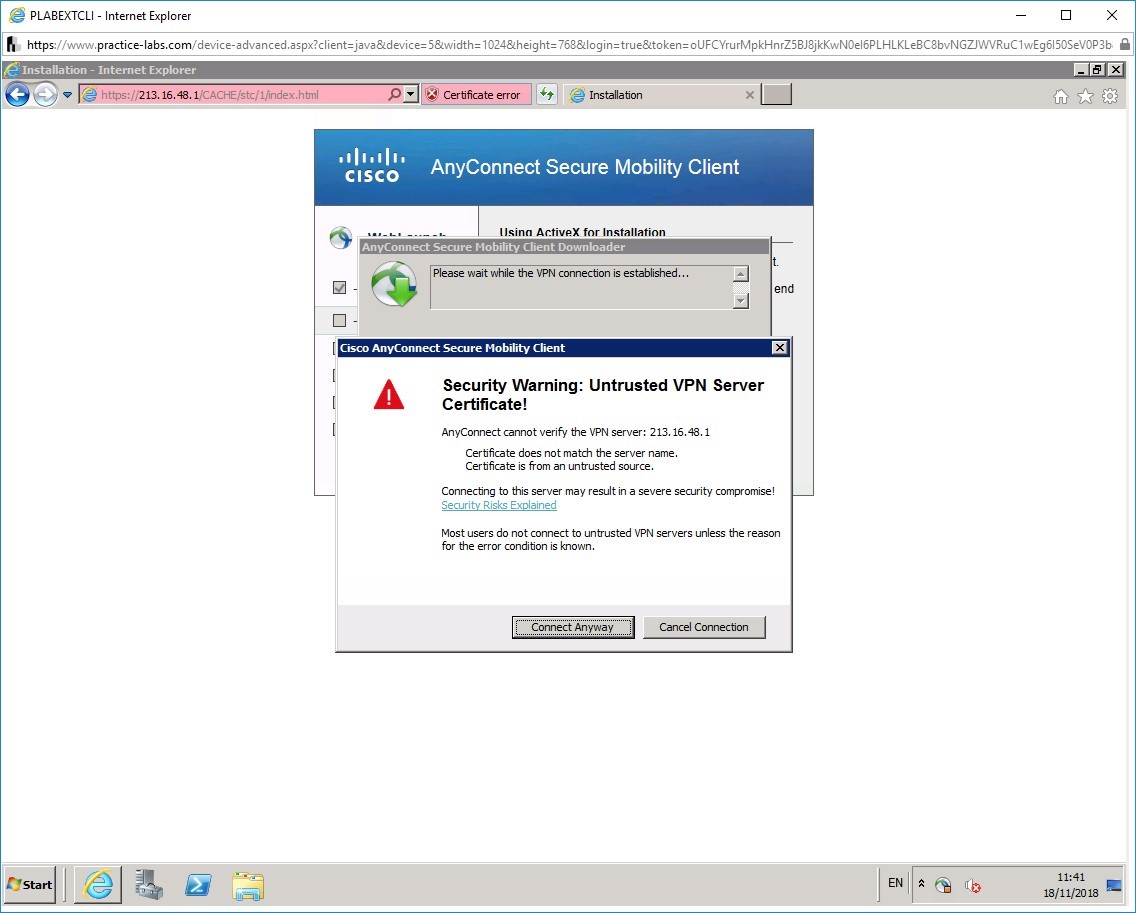 PLABEXTCLI - Internet Explorer
https://www.practice-labs.com/device-advanced.aspx?client=java&device=5&width=1024&height=768&login=true&token=oUFCYrurMpkHnrZ5BJ8jkKwN0el6PLHLKLeBC8bvNGZJWVRuC1wEg6l50SeV0P3b
Installation - Internet Explorer
https://213.16.48.1/CACHE/stc/1/index.html
Certificate error
Installation
CISCO
AnyConnect Secure Mobility Client
WebLaunch
Using ActiveX for Installation
AnyConnect Secure Mobility Client Downloader
Please wait while the VPN connection is established...
t.
end
-
-
Cisco AnyConnect Secure Mobility Client
Security Warning: Untrusted VPN Server
Certificate!
AnyConnect cannot verify the VPN server: 213.16.48.1
Certificate does not match the server name.
Certificate is from an untrusted source.
Connecting to this server may result in a severe security compromise!
Security Risks Explained
Most users do not connect to untrusted VPN servers unless the reason
for the error condition is known.
Connect Anyway
Cancel Connection
Start
EN
11:41
18/11/2018